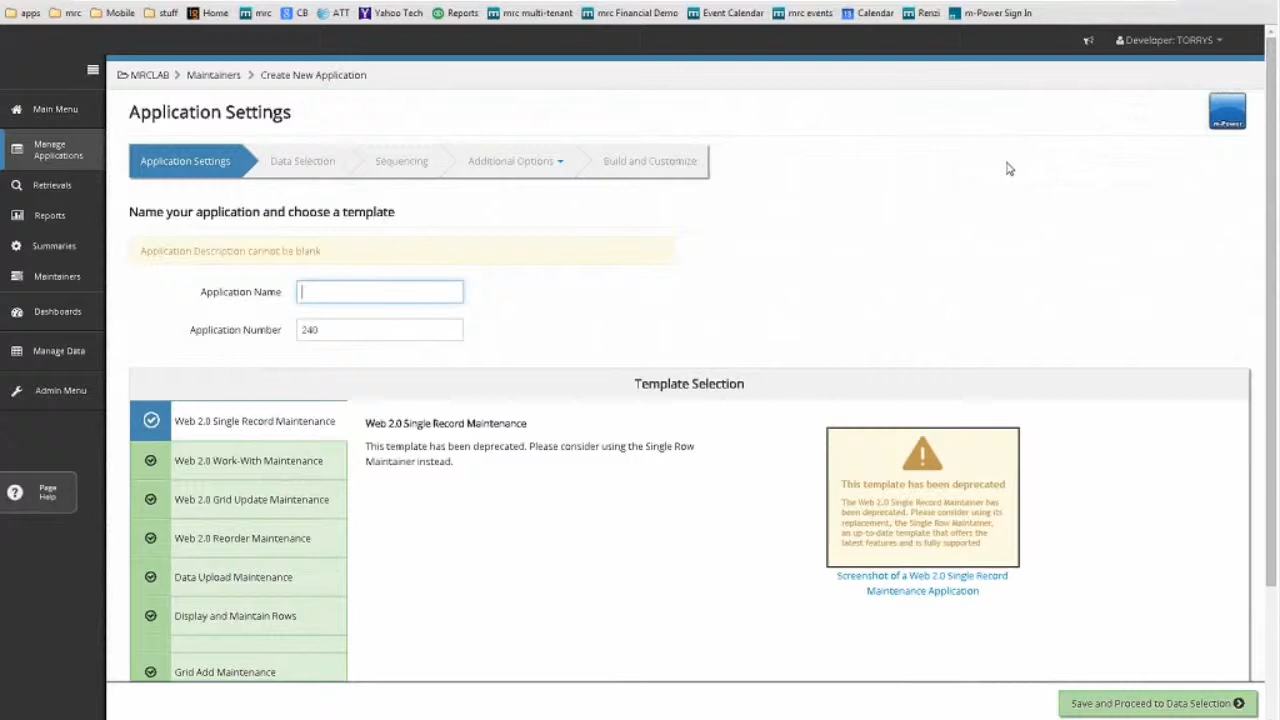 apps mrc Mobile stuff Home mrc CB ATT Yahoo Tech Reports mrc multi-tenant mrc Financial Demo Event Calendar mrc events Calendar Renzi m-Power Sign In
Developer: TORRYS
MRCLAB > Maintainers > Create New Application
Application Settings
m-Power
Application Settings Data Selection Sequencing Additional Options Build and Customize
Main Menu
Manage
Applications
Retrievals
Reports
Summaries
Maintainers
Dashboards
Manage Data
Admin Menu
Page
Help
Name your application and choose a template
Application Description cannot be blank
Application Name
Application Number 240
Template Selection
Web 2.0 Single Record Maintenance
Web 2.0 Work-With Maintenance
Web 2.0 Grid Update Maintenance
Web 2.0 Reorder Maintenance
Data Upload Maintenance
Display and Maintain Rows
Grid Add Maintenance
Web 2.0 Single Record Maintenance
This template has been deprecated. Please consider using the Single Row
Maintainer instead.
This template has been deprecated
The Web 2.0 Single Record Maintainer has
been deprecated. Please consider using its
replacement, the Single Row Maintainer,
an up-to-date template that offers the
latest features and is fully supported
Screenshot of a Web 2.0 Single Record
Maintenance Application
Save and Proceed to Data Selection